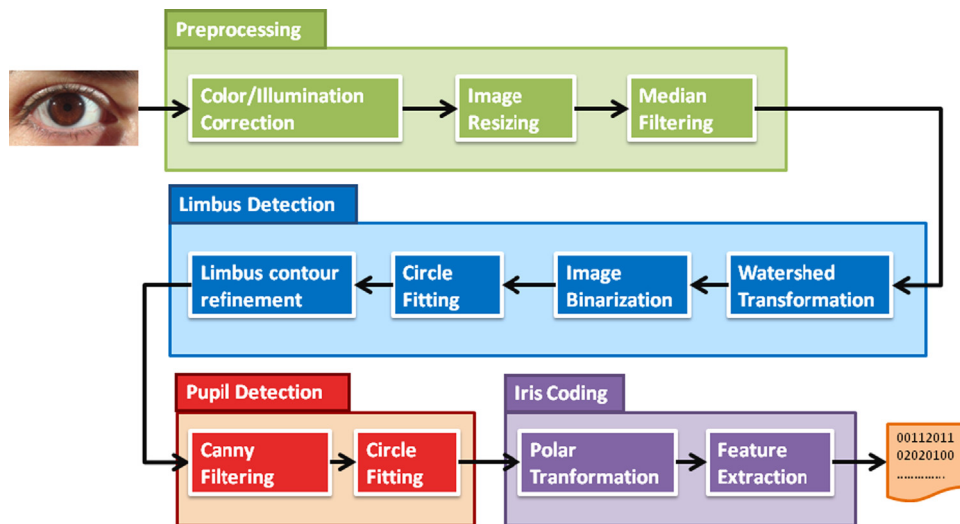 Preprocessing
Color/Illumination
Correction
Image
Resizing
Median
Filtering
Limbus Detection
Limbus contour
refinement
Circle
Fitting
Image
Binarization
Watershed
Transformation
Pupil Detection
Canny
Filtering
Circle
Fitting
Iris Coding
Polar
Tranformation
Feature
Extraction
00112011
02020100
.............